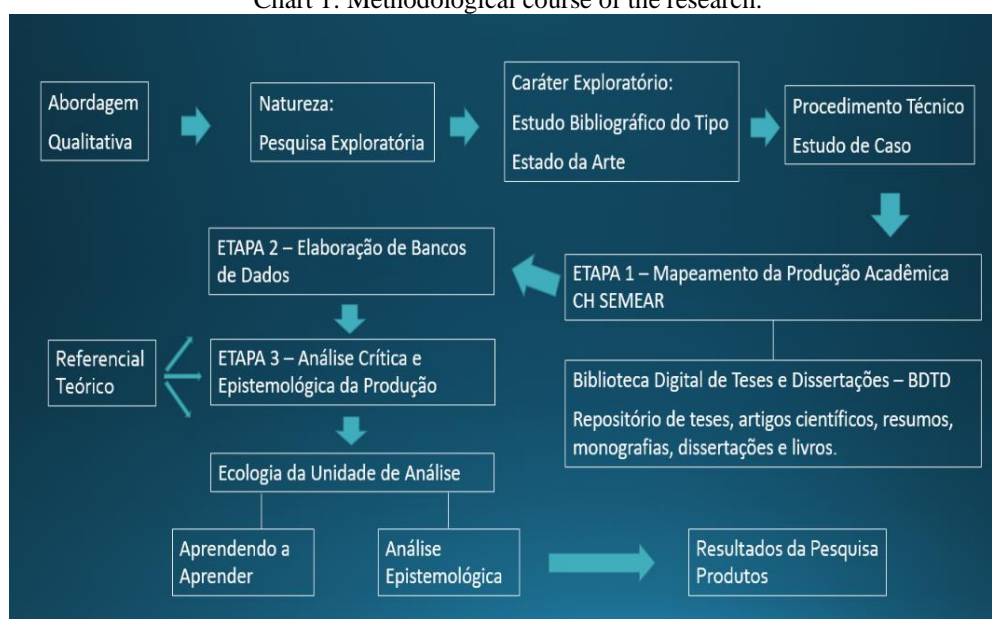 Chart 1: Methodological course of the research.
Abordagem
Qualitativa
Natureza:
Pesquisa Exploratória
Caráter Exploratório:
Estudo Bibliográfico do Tipo
Estado da Arte
Procedimento Técnico
Estudo de Caso
ETAPA 1 – Mapeamento da Produção Acadêmica
CH SEMEAR
Biblioteca Digital de Teses e Dissertações – BDTD
Repositório de teses, artigos científicos, resumos,
monografias, dissertações e livros.
ETAPA 2 – Elaboração de Bancos
de Dados
Referencial
Teórico
ETAPA 3 – Análise Crítica e
Epistemológica da Produção
Ecologia da Unidade de Análise
Aprendendo a
Aprender
Análise
Epistemológica
Resultados da Pesquisa
Produtos